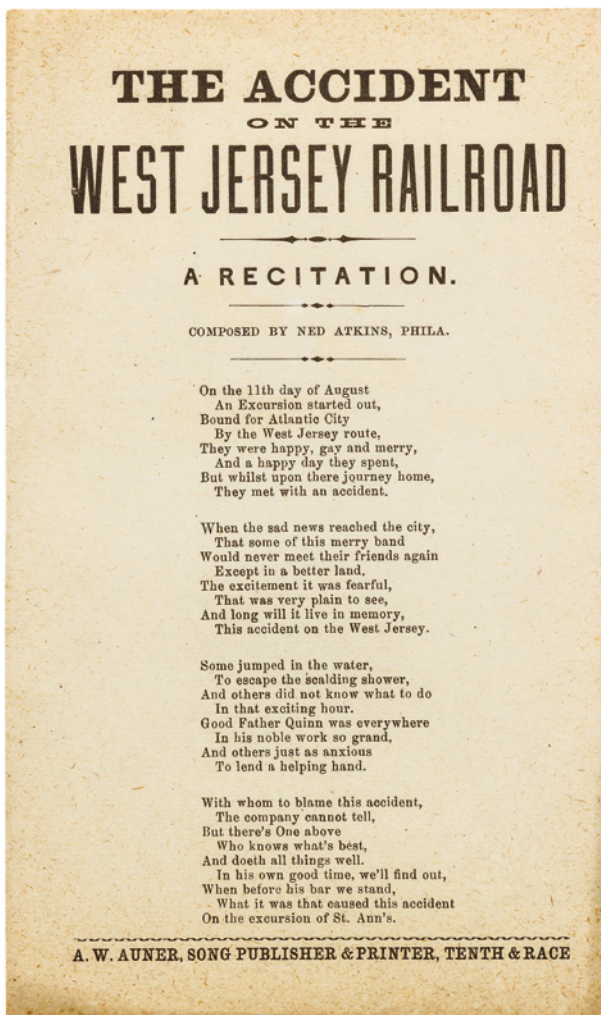 THE ACCIDENT
ON THE
WEST JERSEY RAILROAD
A RECITATION.
COMPOSED BY NED ATKINS, PHILA.
On the 11th day of August
An Excursion started out,
Bound for Atlantic City
By the West Jersey route,
They were happy, gay and merry,
And a happy day they spent,
But whilst upon there journey home,
They met with an accident.
When the sad news reached the city,
That some of this merry band
Would never meet their friends again
Except in a better land.
The excitement it was fearful,
That was very plain to see,
And long will it live in memory,
This accident on the West Jersey.
Some jumped in the water,
To escape the scalding shower,
And others did not know what to do
In that exciting hour.
Good Father Quinn was everywhere
In his noble work so grand,
And others just as anxious
To lend a helping hand.
With whom to blame this accident,
The company cannot tell,
But there's One above
Who knows what's best,
And doeth all things well.
In his own good time, we'll find out,
When before his bar we stand,
What it was that caused this accident
On the excursion of St. Ann's.
A. W. AUNER, SONG PUBLISHER & PRINTER, TENTH & RACE